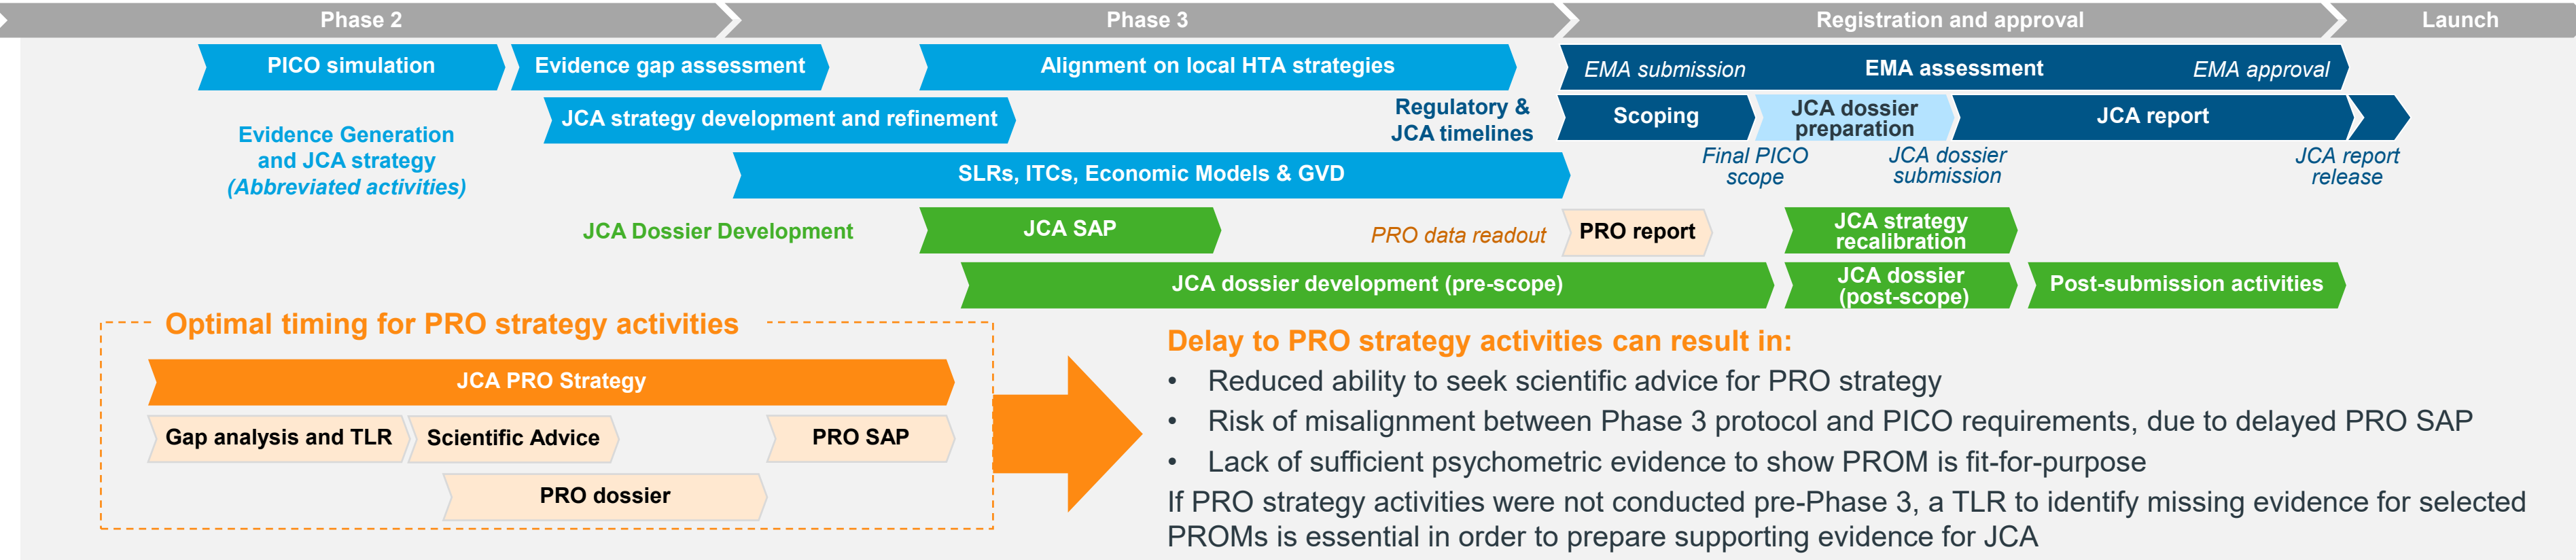 Phase 2
Phase 3
Registration and approval
Launch
PICO simulation
Evidence gap assessment
Alignment on local HTA strategies
EMA submission
EMA assessment
EMA approval
JCA strategy development and refinement
Regulatory &
JCA timelines
Scoping
JCA dossier
preparation
JCA report
Evidence Generation
and JCA strategy
(Abbreviated activities)
SLRs, ITCs, Economic Models & GVD
Final PICO
scope
JCA dossier
submission
JCA report
release
JCA Dossier Development
JCA SAP
PRO data readout
PRO report
JCA strategy
recalibration
JCA dossier development (pre-scope)
JCA dossier
(post-scope)
Post-submission activities
Optimal timing for PRO strategy activities
JCA PRO Strategy
Gap analysis and TLR
Scientific Advice
PRO SAP
PRO dossier
Delay to PRO strategy activities can result in:
• Reduced ability to seek scientific advice for PRO strategy
• Risk of misalignment between Phase 3 protocol and PICO requirements, due to delayed PRO SAP
• Lack of sufficient psychometric evidence to show PROM is fit-for-purpose
If PRO strategy activities were not conducted pre-Phase 3, a TLR to identify missing evidence for selected
PROMs is essential in order to prepare supporting evidence for JCA